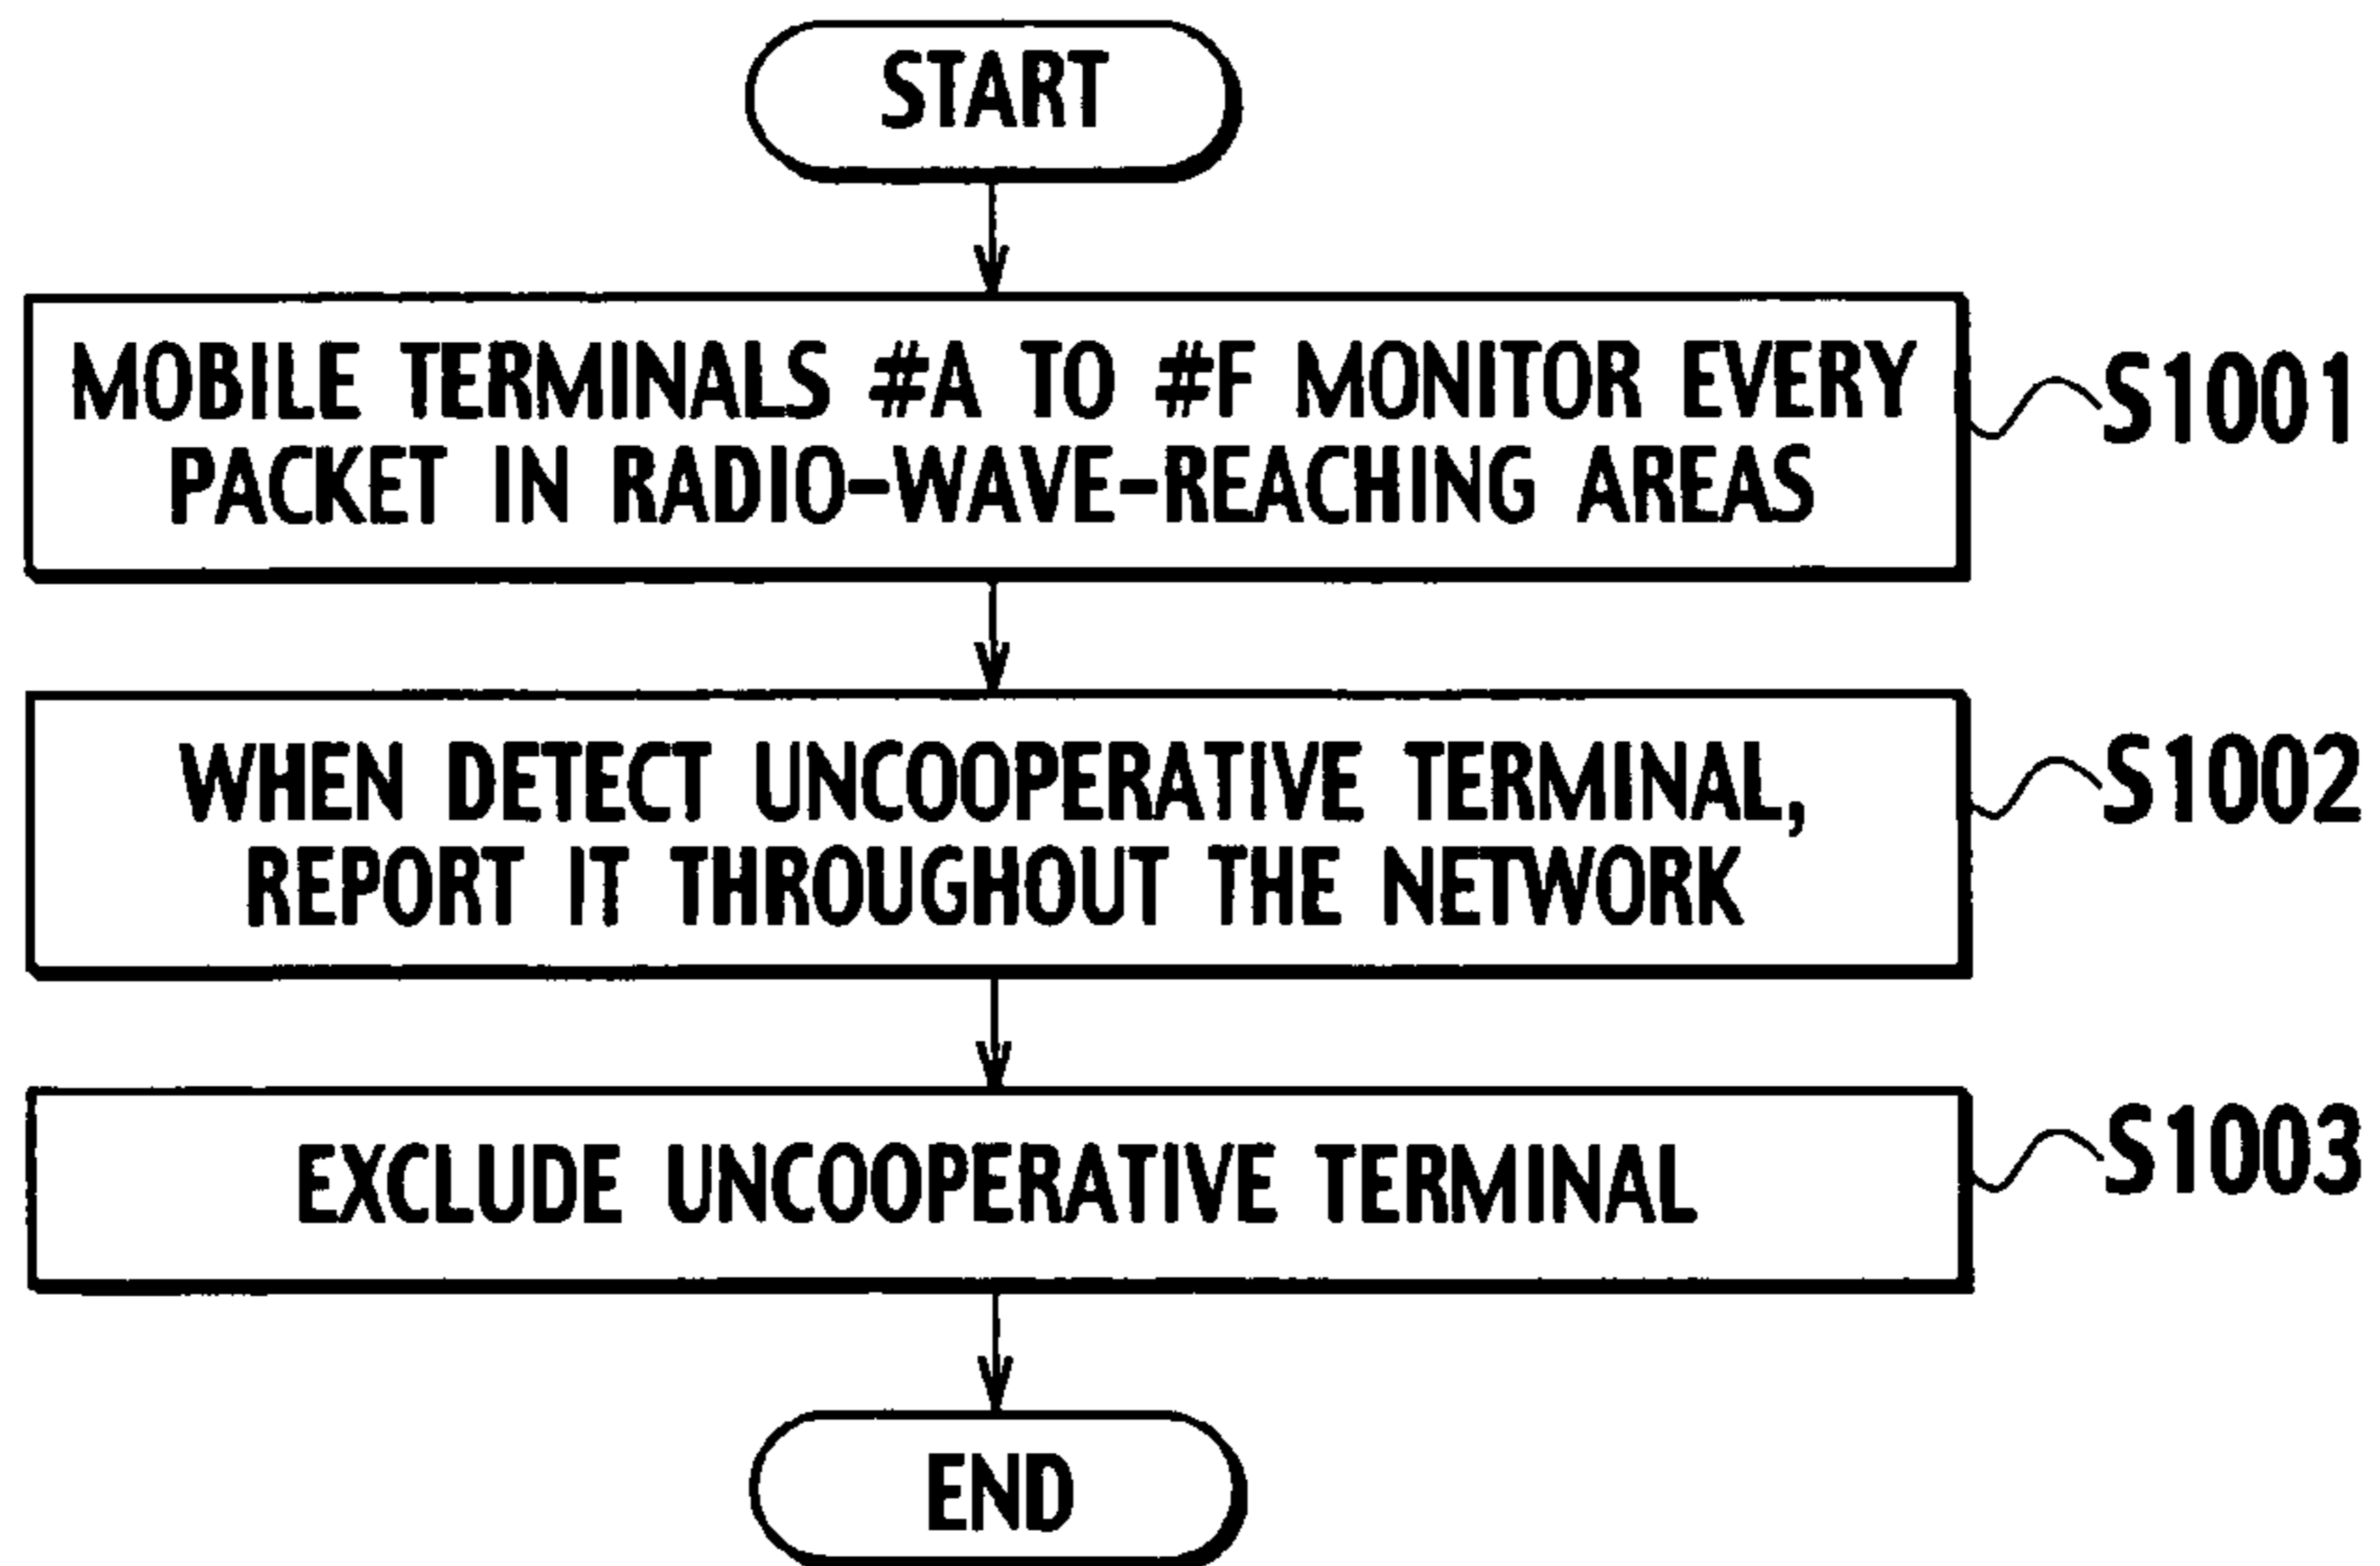 START
MOBILE TERMINALS #A TO #F MONITOR EVERY
PACKET IN RADIO-WAVE-REACHING AREAS
S1001
WHEN DETECT UNCOOPERATIVE TERMINAL,
REPORT IT THROUGHOUT THE NETWORK
S1002
EXCLUDE UNCOOPERATIVE TERMINAL
S1003
END